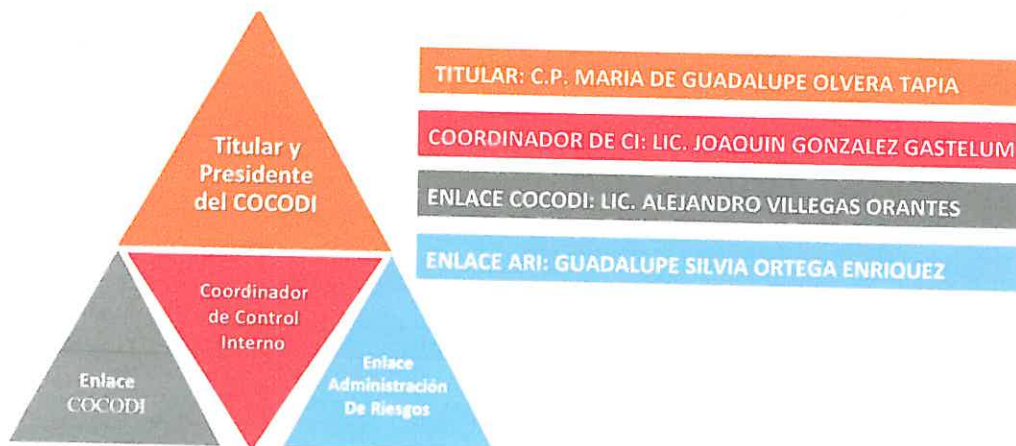 Titular y
Presidente
del COCODI
Coordinador
de Control
Interno
Enlace
COCODI
Enlace
Administración
De Riesgos
TITULAR: C.P. MARIA DE GUADALUPE OLVERA TAPIA
COORDINADOR DE CI: LIC. JOAQUIN GONZALEZ GASTELUM
ENLACE COCODI: LIC. ALEJANDRO VILLEGAS ORANTES
ENLACE ARI: GUADALUPE SILVIA ORTEGA ENRIQUEZ